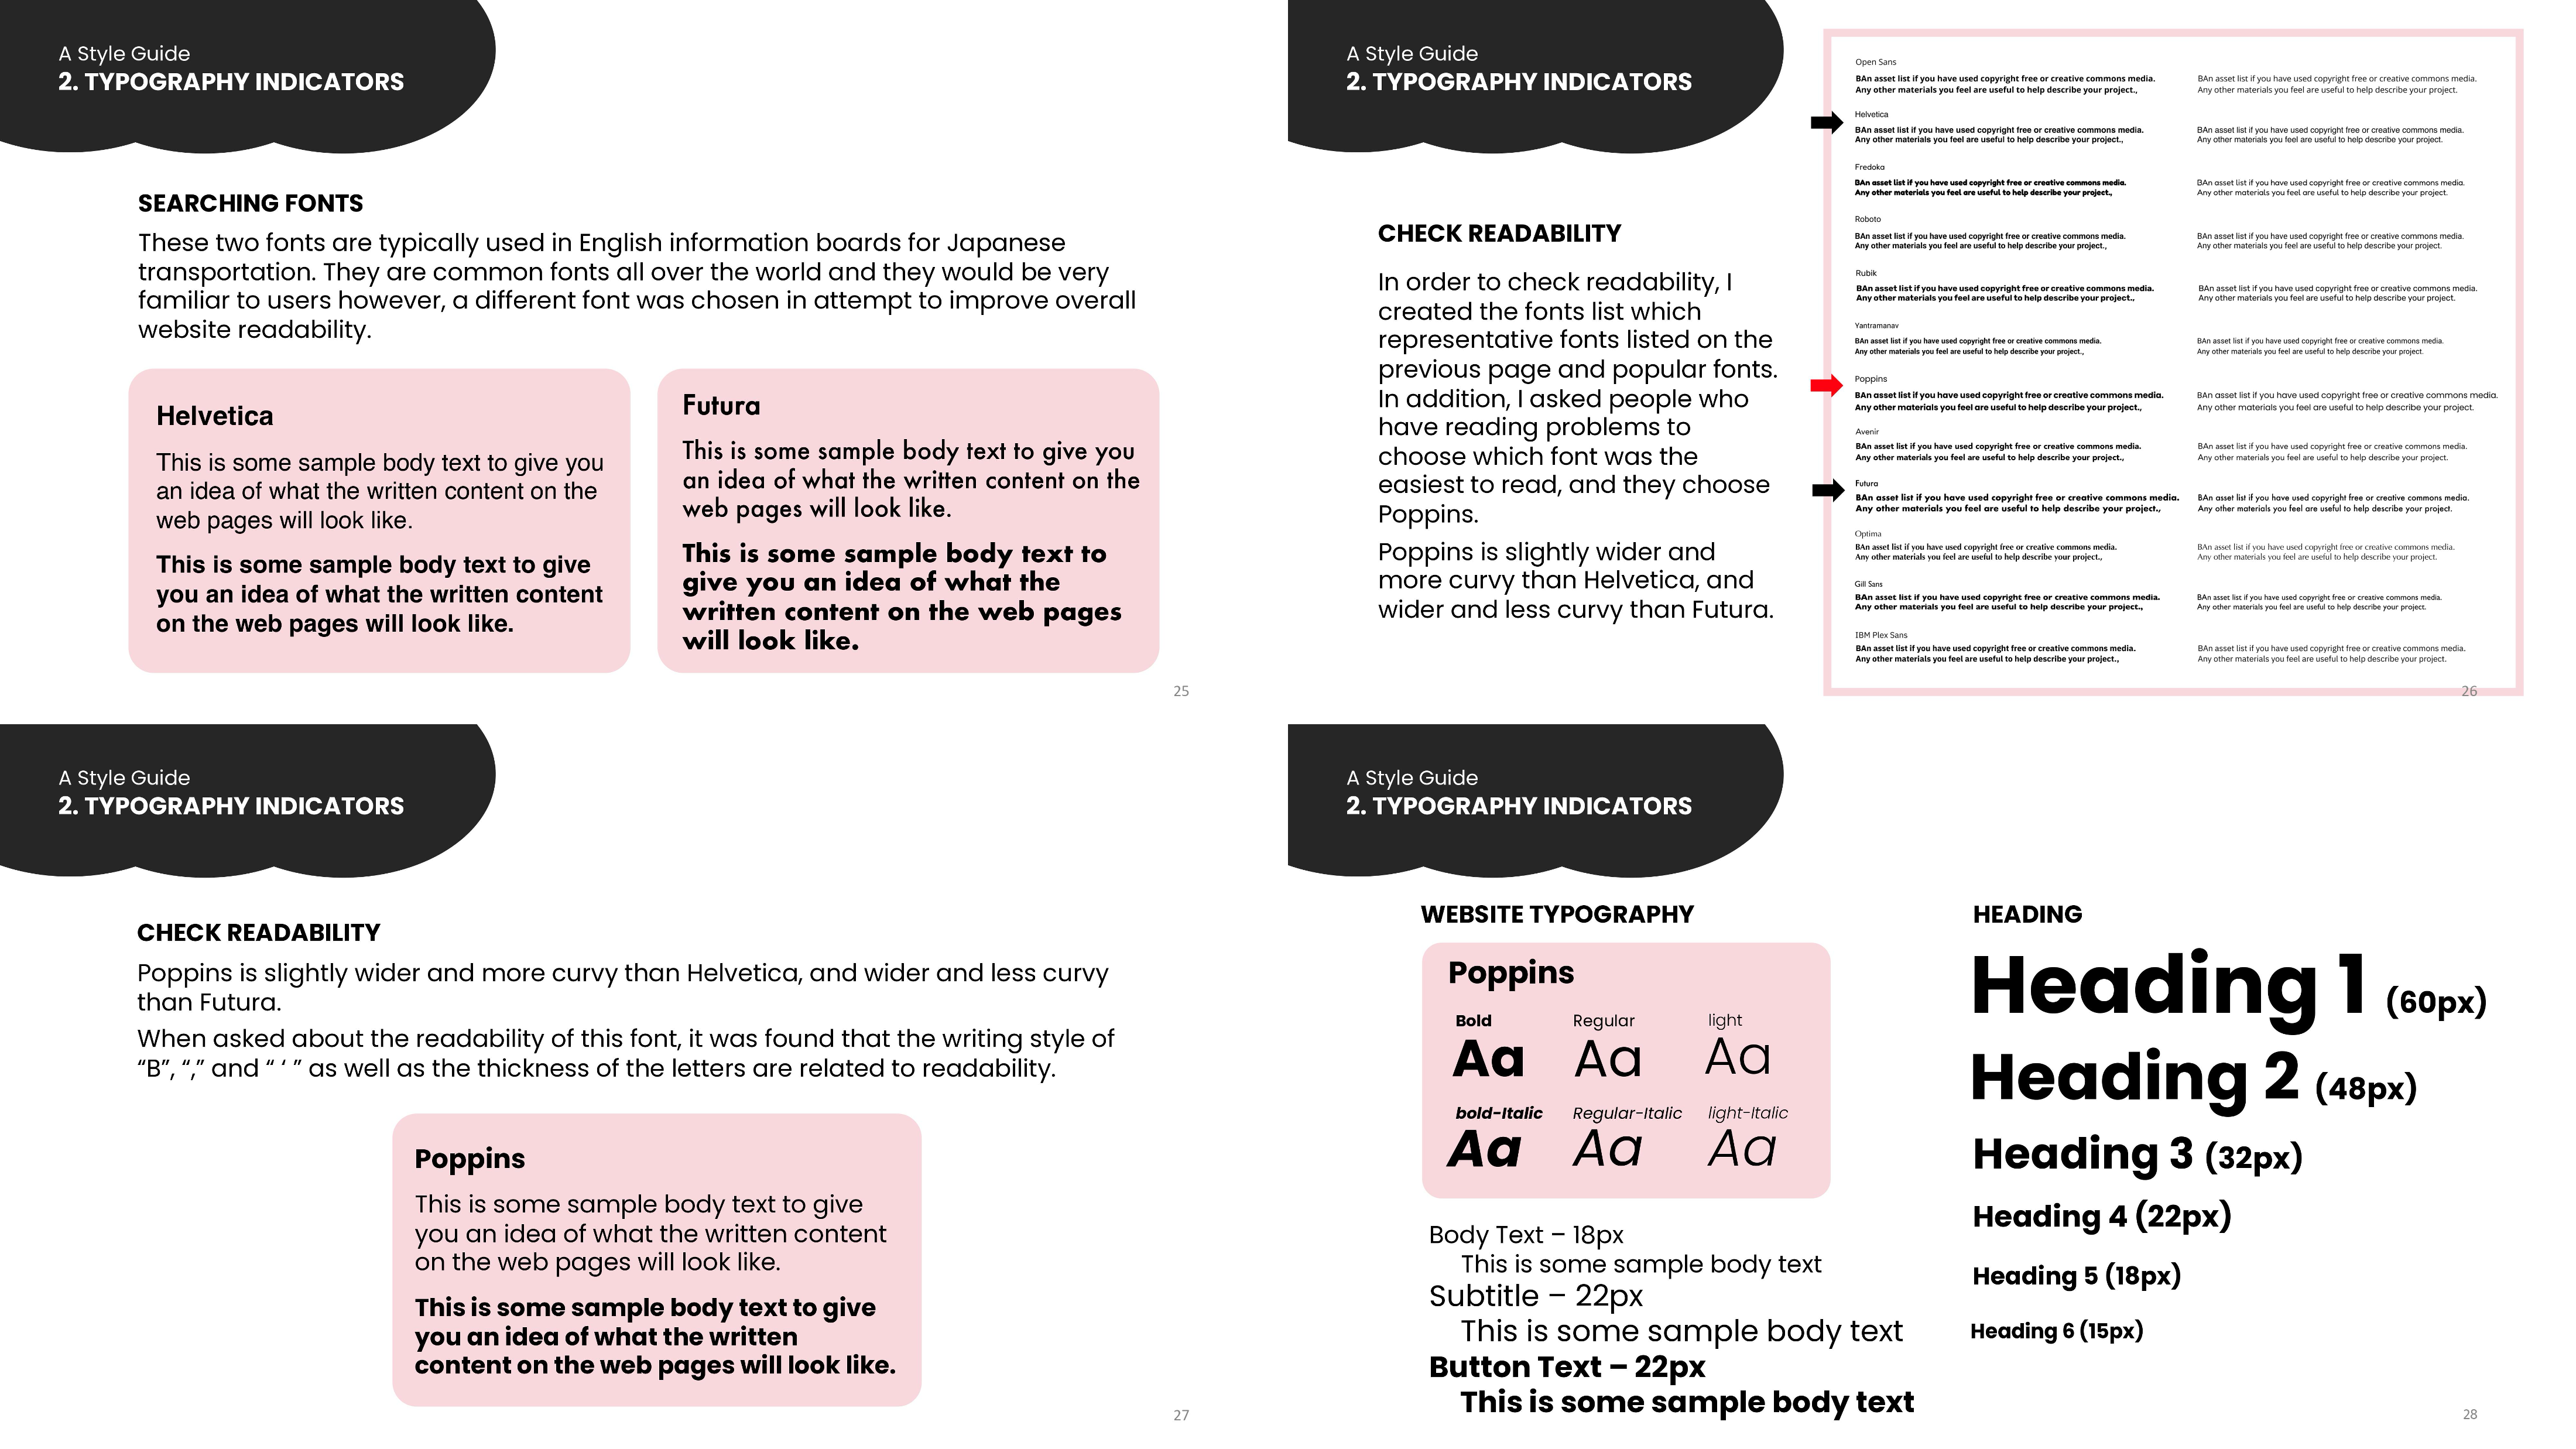 A Style Guide
2. TYPOGRAPHY INDICATORS
SEARCHING FONTS
These two fonts are typically used in English information boards for Japanese
transportation. They are common fonts all over the world and they would be very
familiar to users however, a different font was chosen in attempt to improve overall
website readability.
Helvetica
This is some sample body text to give you
an idea of what the written content on the
web pages will look like.
This is some sample body text to give
you an idea of what the written content
on the web pages will look like.
Futura
This is some sample body text to give you
an idea of what the written content on the
web pages will look like.
This is some sample body text to
give you an idea of what the
written content on the web pages
will look like.
25
A Style Guide
2. TYPOGRAPHY INDICATORS
CHECK READABILITY
In order to check readability, I
created the fonts list which
representative fonts listed on the
previous page and popular fonts.
In addition, I asked people who
have reading problems to
choose which font was the
easiest to read, and they choose
Poppins.
Poppins is slightly wider and
more curvy than Helvetica, and
wider and less curvy than Futura.
Open Sans
BAn asset list if you have used copyright free or creative commons media.
Any other materials you feel are useful to help describe your project.,
BAn asset list if you have used copyright free or creative commons media.
Any other materials you feel are useful to help describe your project.
Helvetica
BAn asset list if you have used copyright free or creative commons media.
Any other materials you feel are useful to help describe your project.,
BAn asset list if you have used copyright free or creative commons media.
Any other materials you feel are useful to help describe your project.
Fredoka
BAn asset list if you have used copyright free or creative commons media.
Any other materials you feel are useful to help describe your project.,
BAn asset list if you have used copyright free or creative commons media.
Any other materials you feel are useful to help describe your project.
Roboto
BAn asset list if you have used copyright free or creative commons media.
Any other materials you feel are useful to help describe your project.,
BAn asset list if you have used copyright free or creative commons media.
Any other materials you feel are useful to help describe your project.
Rubik
BAn asset list if you have used copyright free or creative commons media.
Any other materials you feel are useful to help describe your project.,
BAn asset list if you have used copyright free or creative commons media.
Any other materials you feel are useful to help describe your project.
Yantramanav
BAn asset list if you have used copyright free or creative commons media.
Any other materials you feel are useful to help describe your project.,
BAn asset list if you have used copyright free or creative commons media.
Any other materials you feel are useful to help describe your project.
Poppins
BAn asset list if you have used copyright free or creative commons media.
Any other materials you feel are useful to help describe your project.,
BAn asset list if you have used copyright free or creative commons media.
Any other materials you feel are useful to help describe your project.
Avenir
BAn asset list if you have used copyright free or creative commons media.
Any other materials you feel are useful to help describe your project.,
BAn asset list if you have used copyright free or creative commons media.
Any other materials you feel are useful to help describe your project.
Futura
BAn asset list if you have used copyright free or creative commons media.
Any other materials you feel are useful to help describe your project.,
BAn asset list if you have used copyright free or creative commons media.
Any other materials you feel are useful to help describe your project.
Optima
BAn asset list if you have used copyright free or creative commons media.
Any other materials you feel are useful to help describe your project.,
BAn asset list if you have used copyright free or creative commons media.
Any other materials you feel are useful to help describe your project.
Gill Sans
BAn asset list if you have used copyright free or creative commons media.
Any other materials you feel are useful to help describe your project.,
BAn asset list if you have used copyright free or creative commons media.
Any other materials you feel are useful to help describe your project.
IBM Plex Sans
BAn asset list if you have used copyright free or creative commons media.
Any other materials you feel are useful to help describe your project.,
BAn asset list if you have used copyright free or creative commons media.
Any other materials you feel are useful to help describe your project.
26
A Style Guide
2. TYPOGRAPHY INDICATORS
CHECK READABILITY
Poppins is slightly wider and more curvy than Helvetica, and wider and less curvy
than Futura.
When asked about the readability of this font, it was found that the writing style of
“B”, “,” and “ ‘ ” as well as the thickness of the letters are related to readability.
Poppins
This is some sample body text to give
you an idea of what the written content
on the web pages will look like.
This is some sample body text to give
you an idea of what the written
content on the web pages will look like.
27
A Style Guide
2. TYPOGRAPHY INDICATORS
WEBSITE TYPOGRAPHY
Poppins
Bold Regular light
Aa Aa Aa
bold-Italic Regular-Italic light-Italic
Aa Aa Aa
Body Text – 18px
This is some sample body text
Subtitle – 22px
This is some sample body text
Button Text – 22px
This is some sample body text
HEADING
Heading 1 (60px)
Heading 2 (48px)
Heading 3 (32px)
Heading 4 (22px)
Heading 5 (18px)
Heading 6 (15px)
28